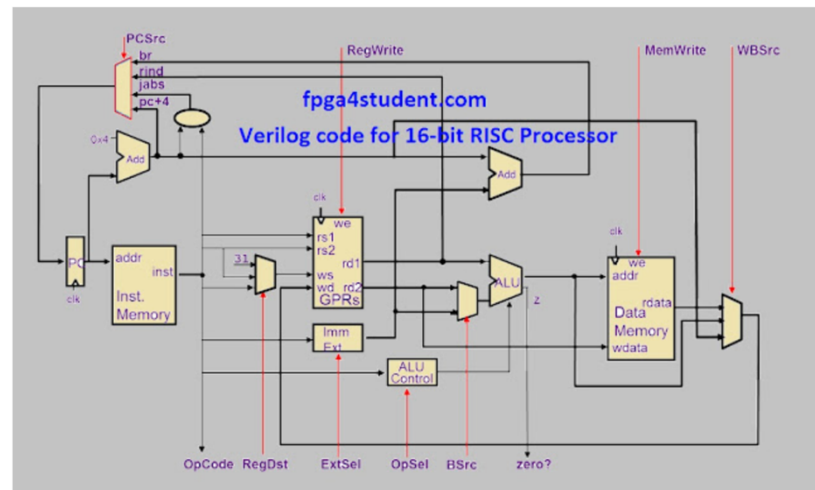 PCSrc
RegWrite
MemWrite
WBSrc
br
rind
jabs
pc+4
fpga4student.com
Verilog code for 16-bit RISC Processor
0x4
Add
Add
clk
we
rs1
rs2
31
rd1
ws
wd
rd2
GPRs
PC
clk
addr
inst
Inst.
Memory
Imm
Ext
ALU
z
ALU
Control
clk
we
addr
rdata
Data
Memory
wdata
OpCode
RegDst
ExtSel
OpSel
BSrc
zero?